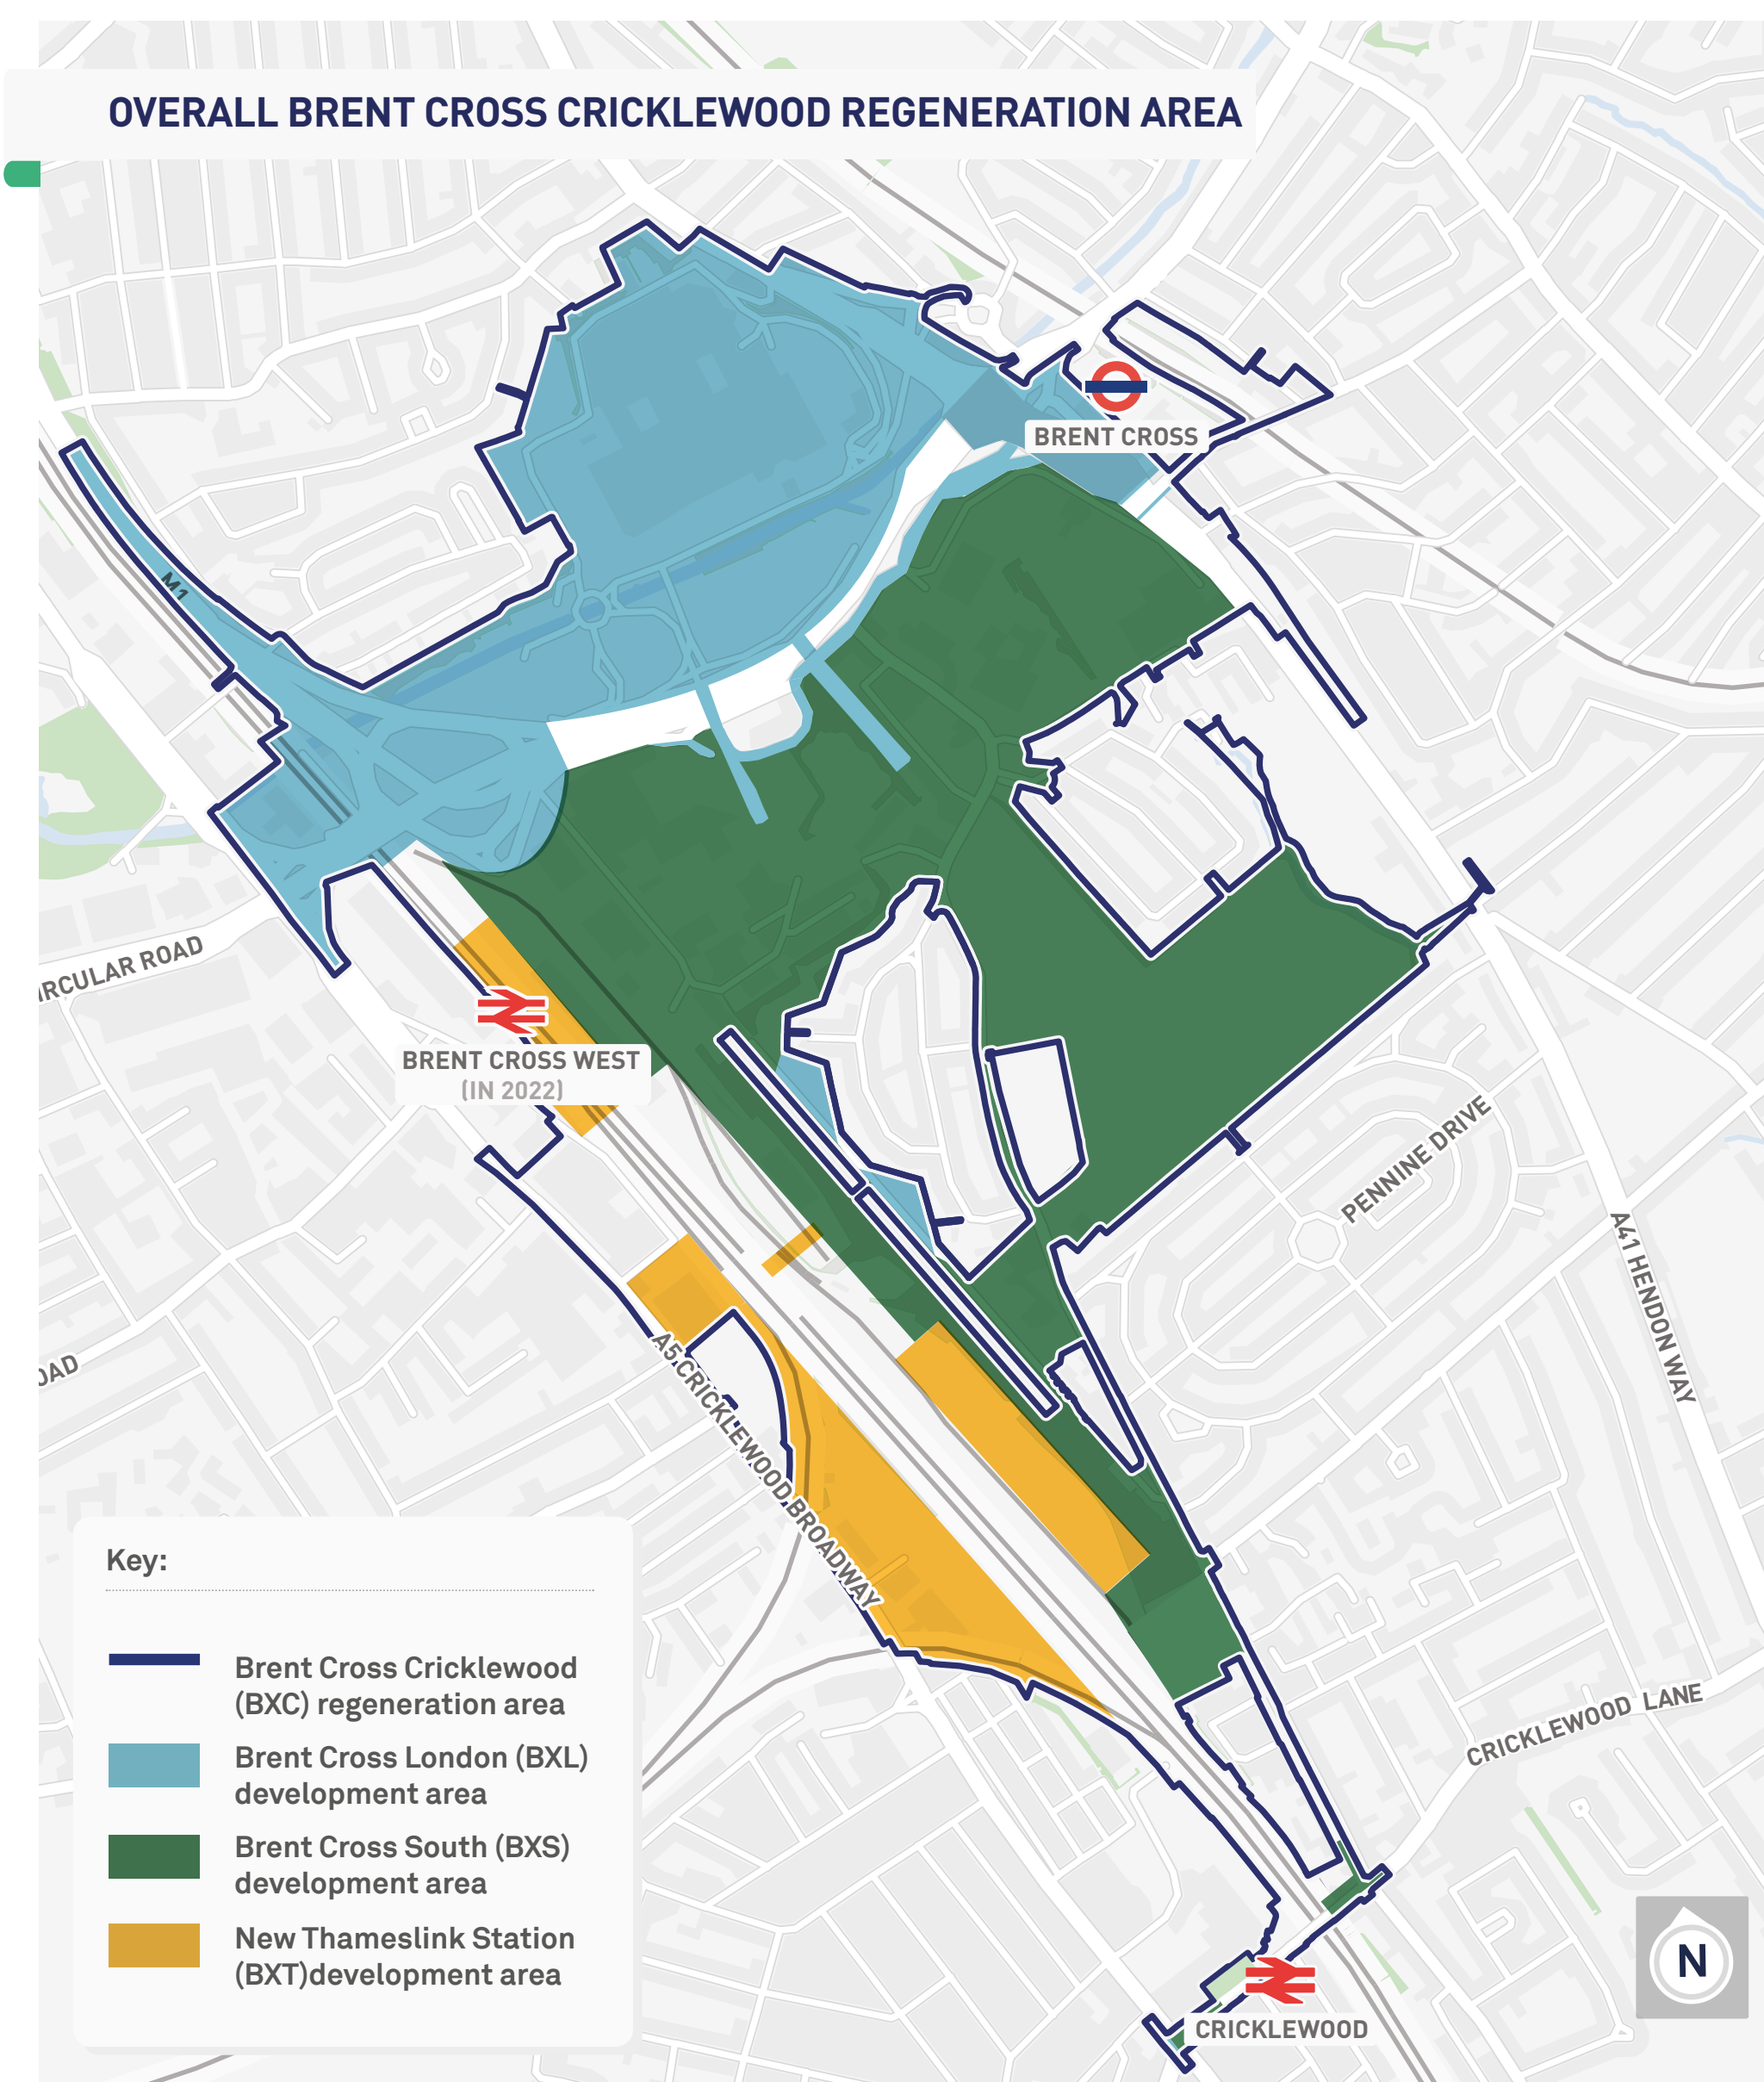 OVERALL BRENT CROSS CRICKLEWOOD REGENERATION AREA
BRENT CROSS
M1
IRCULAR ROAD
BRENT CROSS WEST
(IN 2022)
PENNINE DRIVE
A41 HENDON WAY
OAD
A5 CRICKLEWOOD BROADWAY
CRICKLEWOOD LANE
Key:
Brent Cross Cricklewood
(BXC) regeneration area
Brent Cross London (BXL)
development area
Brent Cross South (BXS)
development area
New Thameslink Station
(BXT)development area
N
CRICKLEWOOD